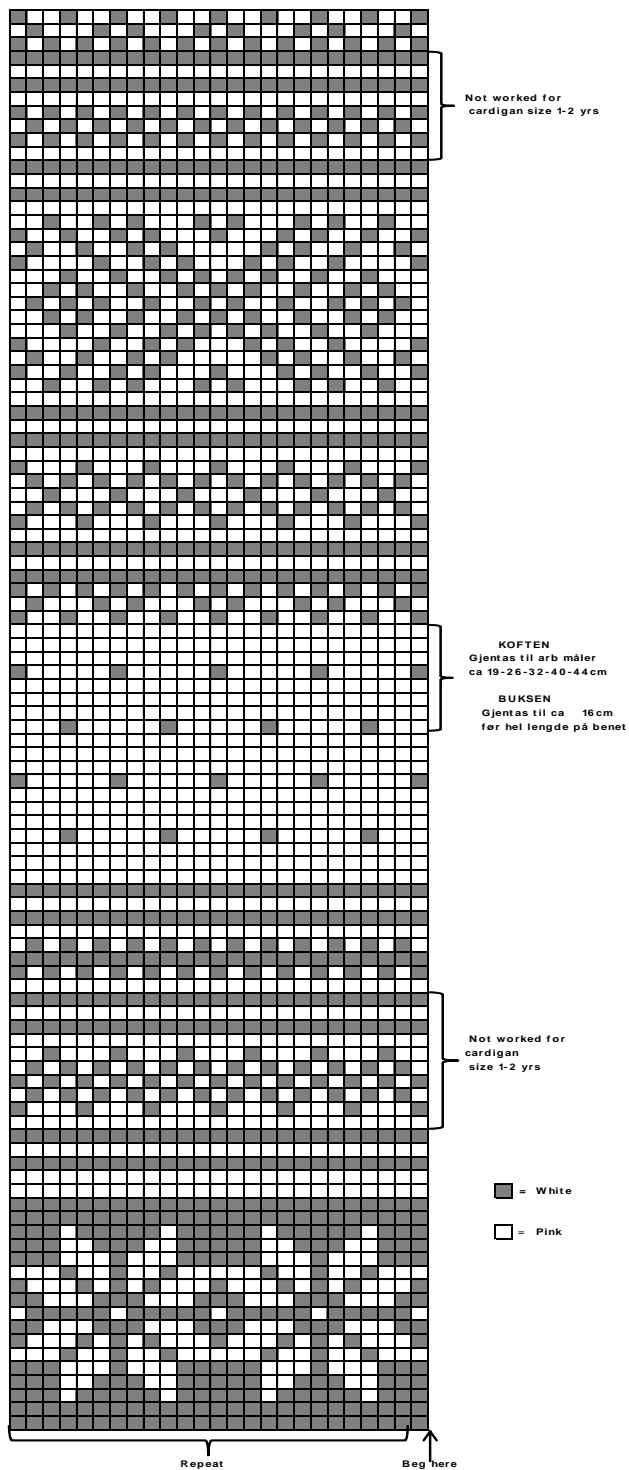 Not worked for
cardigan size 1-2 yrs
KOFTEN
Gjentas til arb måler
ca 19-26-32-40-44cm
BUKSEN
Gjentas til ca 16cm
før hel lengde på benet
Not worked for
cardigan
size 1-2 yrs
= White
= Pink
Repeat
Beg here